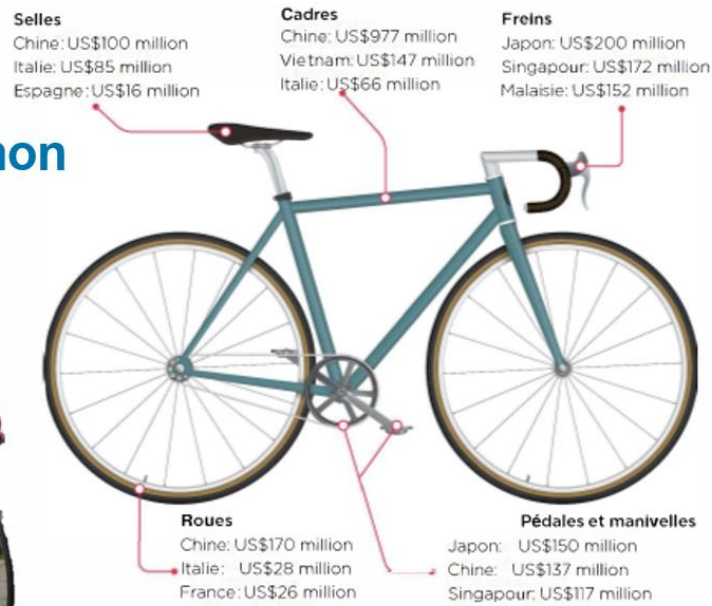 Selles
Chine: US$100 million
Italie: US$85 million
Espagne: US$16 million
Cadres
Chine: US$977 million
Vietnam: US$147 million
Italie: US$66 million
Freins
Japon: US$200 million
Singapour: US$172 million
Malaisie: US$152 million
non
Roues
Chine: US$170 million
Italie: US$28 million
France: US$26 million
Pédales et manivelles
Japon: US$150 million
Chine: US$137 million
Singapour: US$117 million